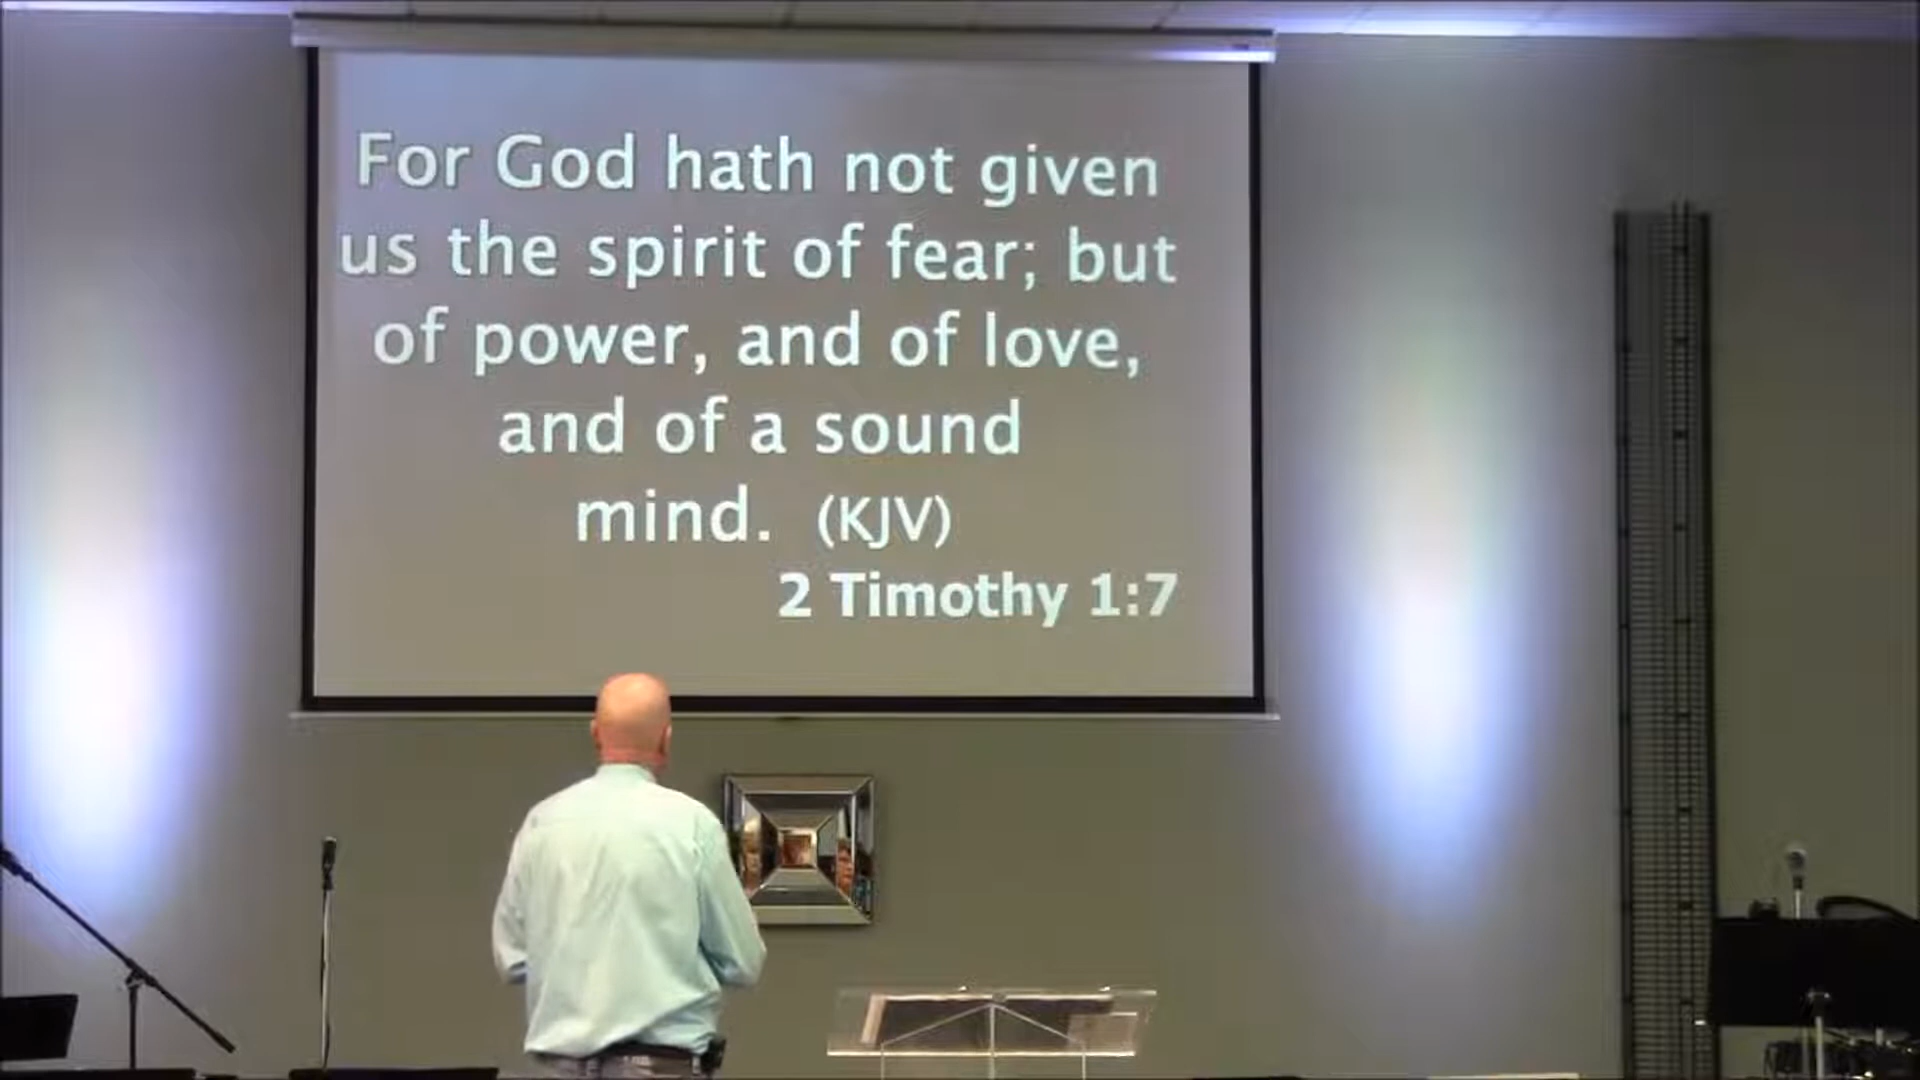 For God hath not given
us the spirit of fear; but
of power, and of love,
and of a sound
mind. (KJV)
2 Timothy 1:7